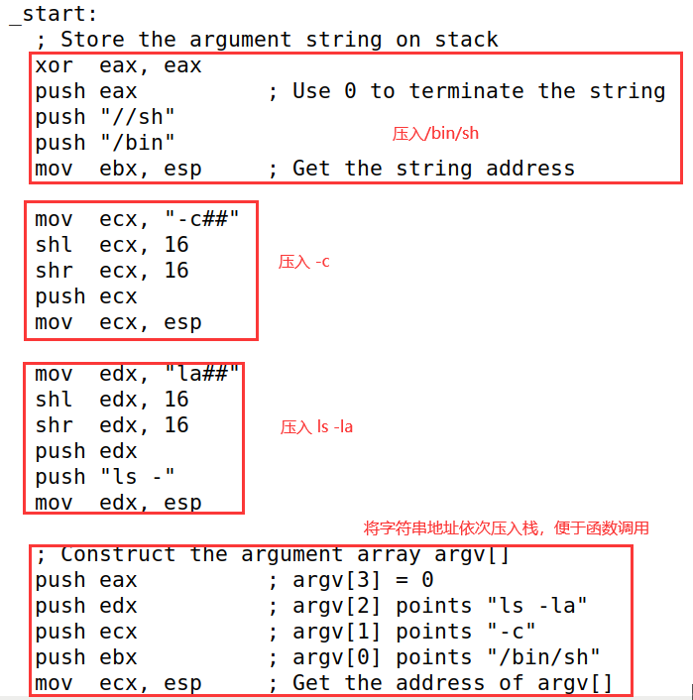 _start:
; Store the argument string on stack
xor eax, eax
push eax ; Use 0 to terminate the string
push "//sh"
压入/bin/sh
push "/bin"
mov ebx, esp ; Get the string address
mov ecx, "-c##"
shl ecx, 16
压入 -c
shr ecx, 16
push ecx
mov ecx, esp
mov edx, "la##"
shl edx, 16
shr edx, 16
压入 ls -la
push edx
push "ls -"
mov edx, esp
将字符串地址依次压入栈，便于函数调用
; Construct the argument array argv[]
push eax ; argv[3] = 0
push edx ; argv[2] points "ls -la"
push ecx ; argv[1] points "-c"
push ebx ; argv[0] points "/bin/sh"
mov ecx, esp ; Get the address of argv[]